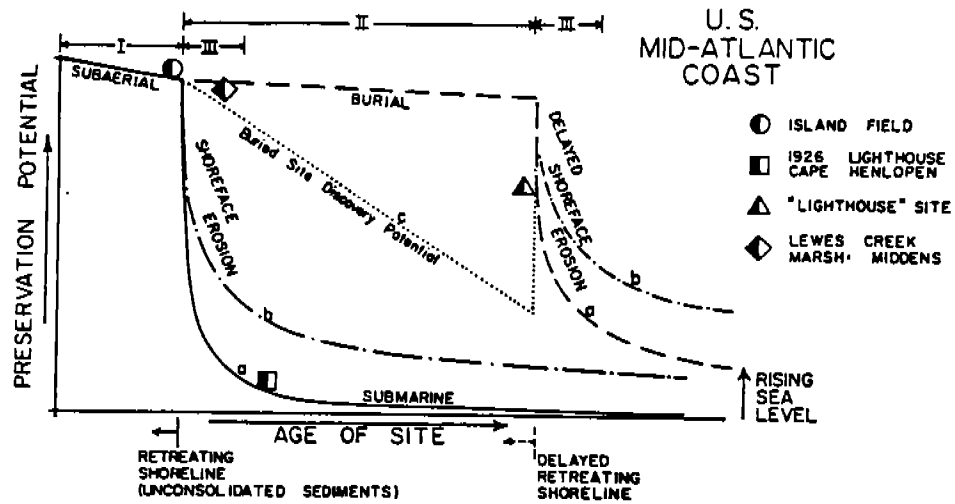 II
III
I
III
U. S.
MID-ATLANTIC
COAST
SUBAERIAL
BURIAL
Buried Site Discovery Potential
c
SHOREFACE
EROSION
DELAYED
SHOREFACE
EROSION
b
a
b
a
SUBMARINE
PRESERVATION POTENTIAL
ISLAND FIELD
1926 LIGHTHOUSE
CAPE HENLOPEN
"LIGHTHOUSE" SITE
LEWES CREEK
MARSH. MIDDENS
RISING
SEA
LEVEL
AGE OF SITE
RETREATING
SHORELINE
(UNCONSOLIDATED SEDIMENTS)
DELAYED
RETREATING
SHORELINE